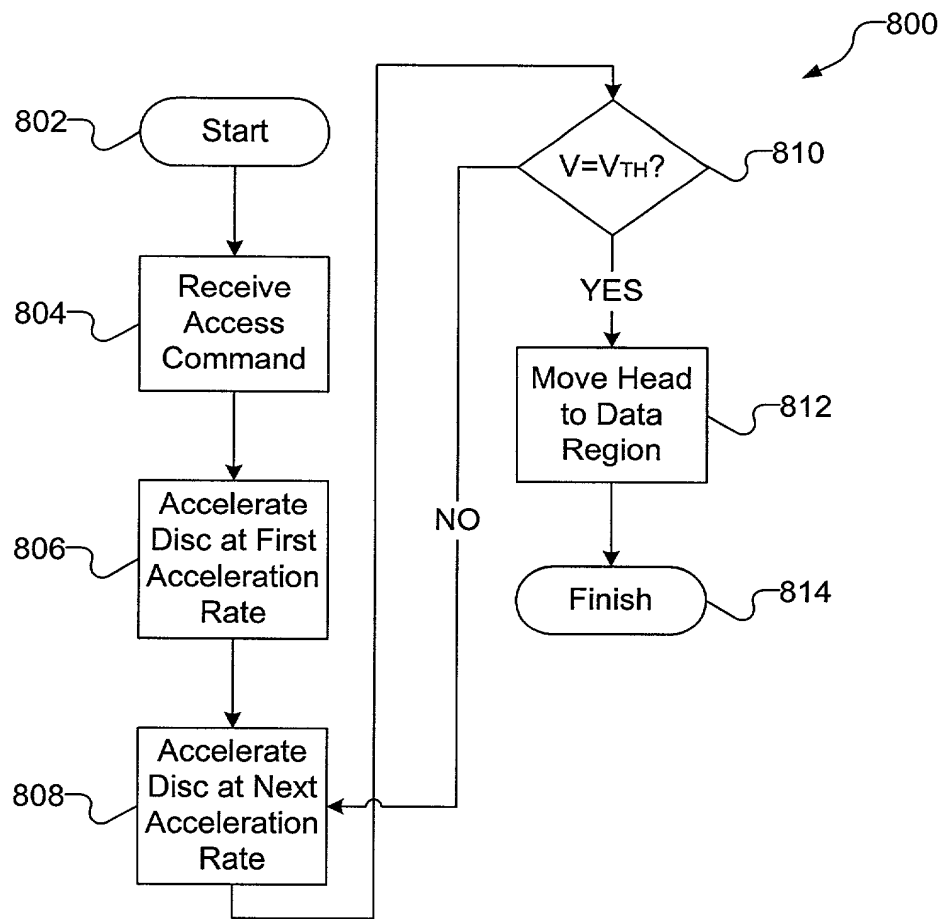 800
802
Start
804
Receive
Access
Command
806
Accelerate
Disc at First
Acceleration
Rate
808
Accelerate
Disc at Next
Acceleration
Rate
V=VTH?
810
YES
NO
Move Head
to Data
Region
812
Finish
814